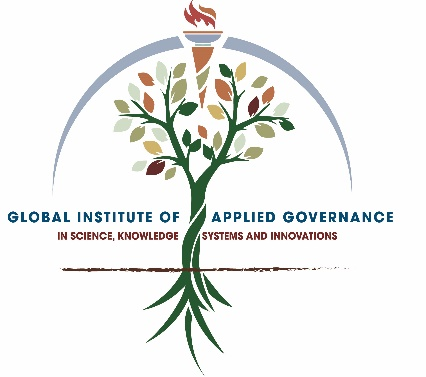 GLOBAL INSTITUTE OF APPLIED GOVERNANCE
IN SCIENCE, KNOWLEDGE SYSTEMS AND INNOVATIONS